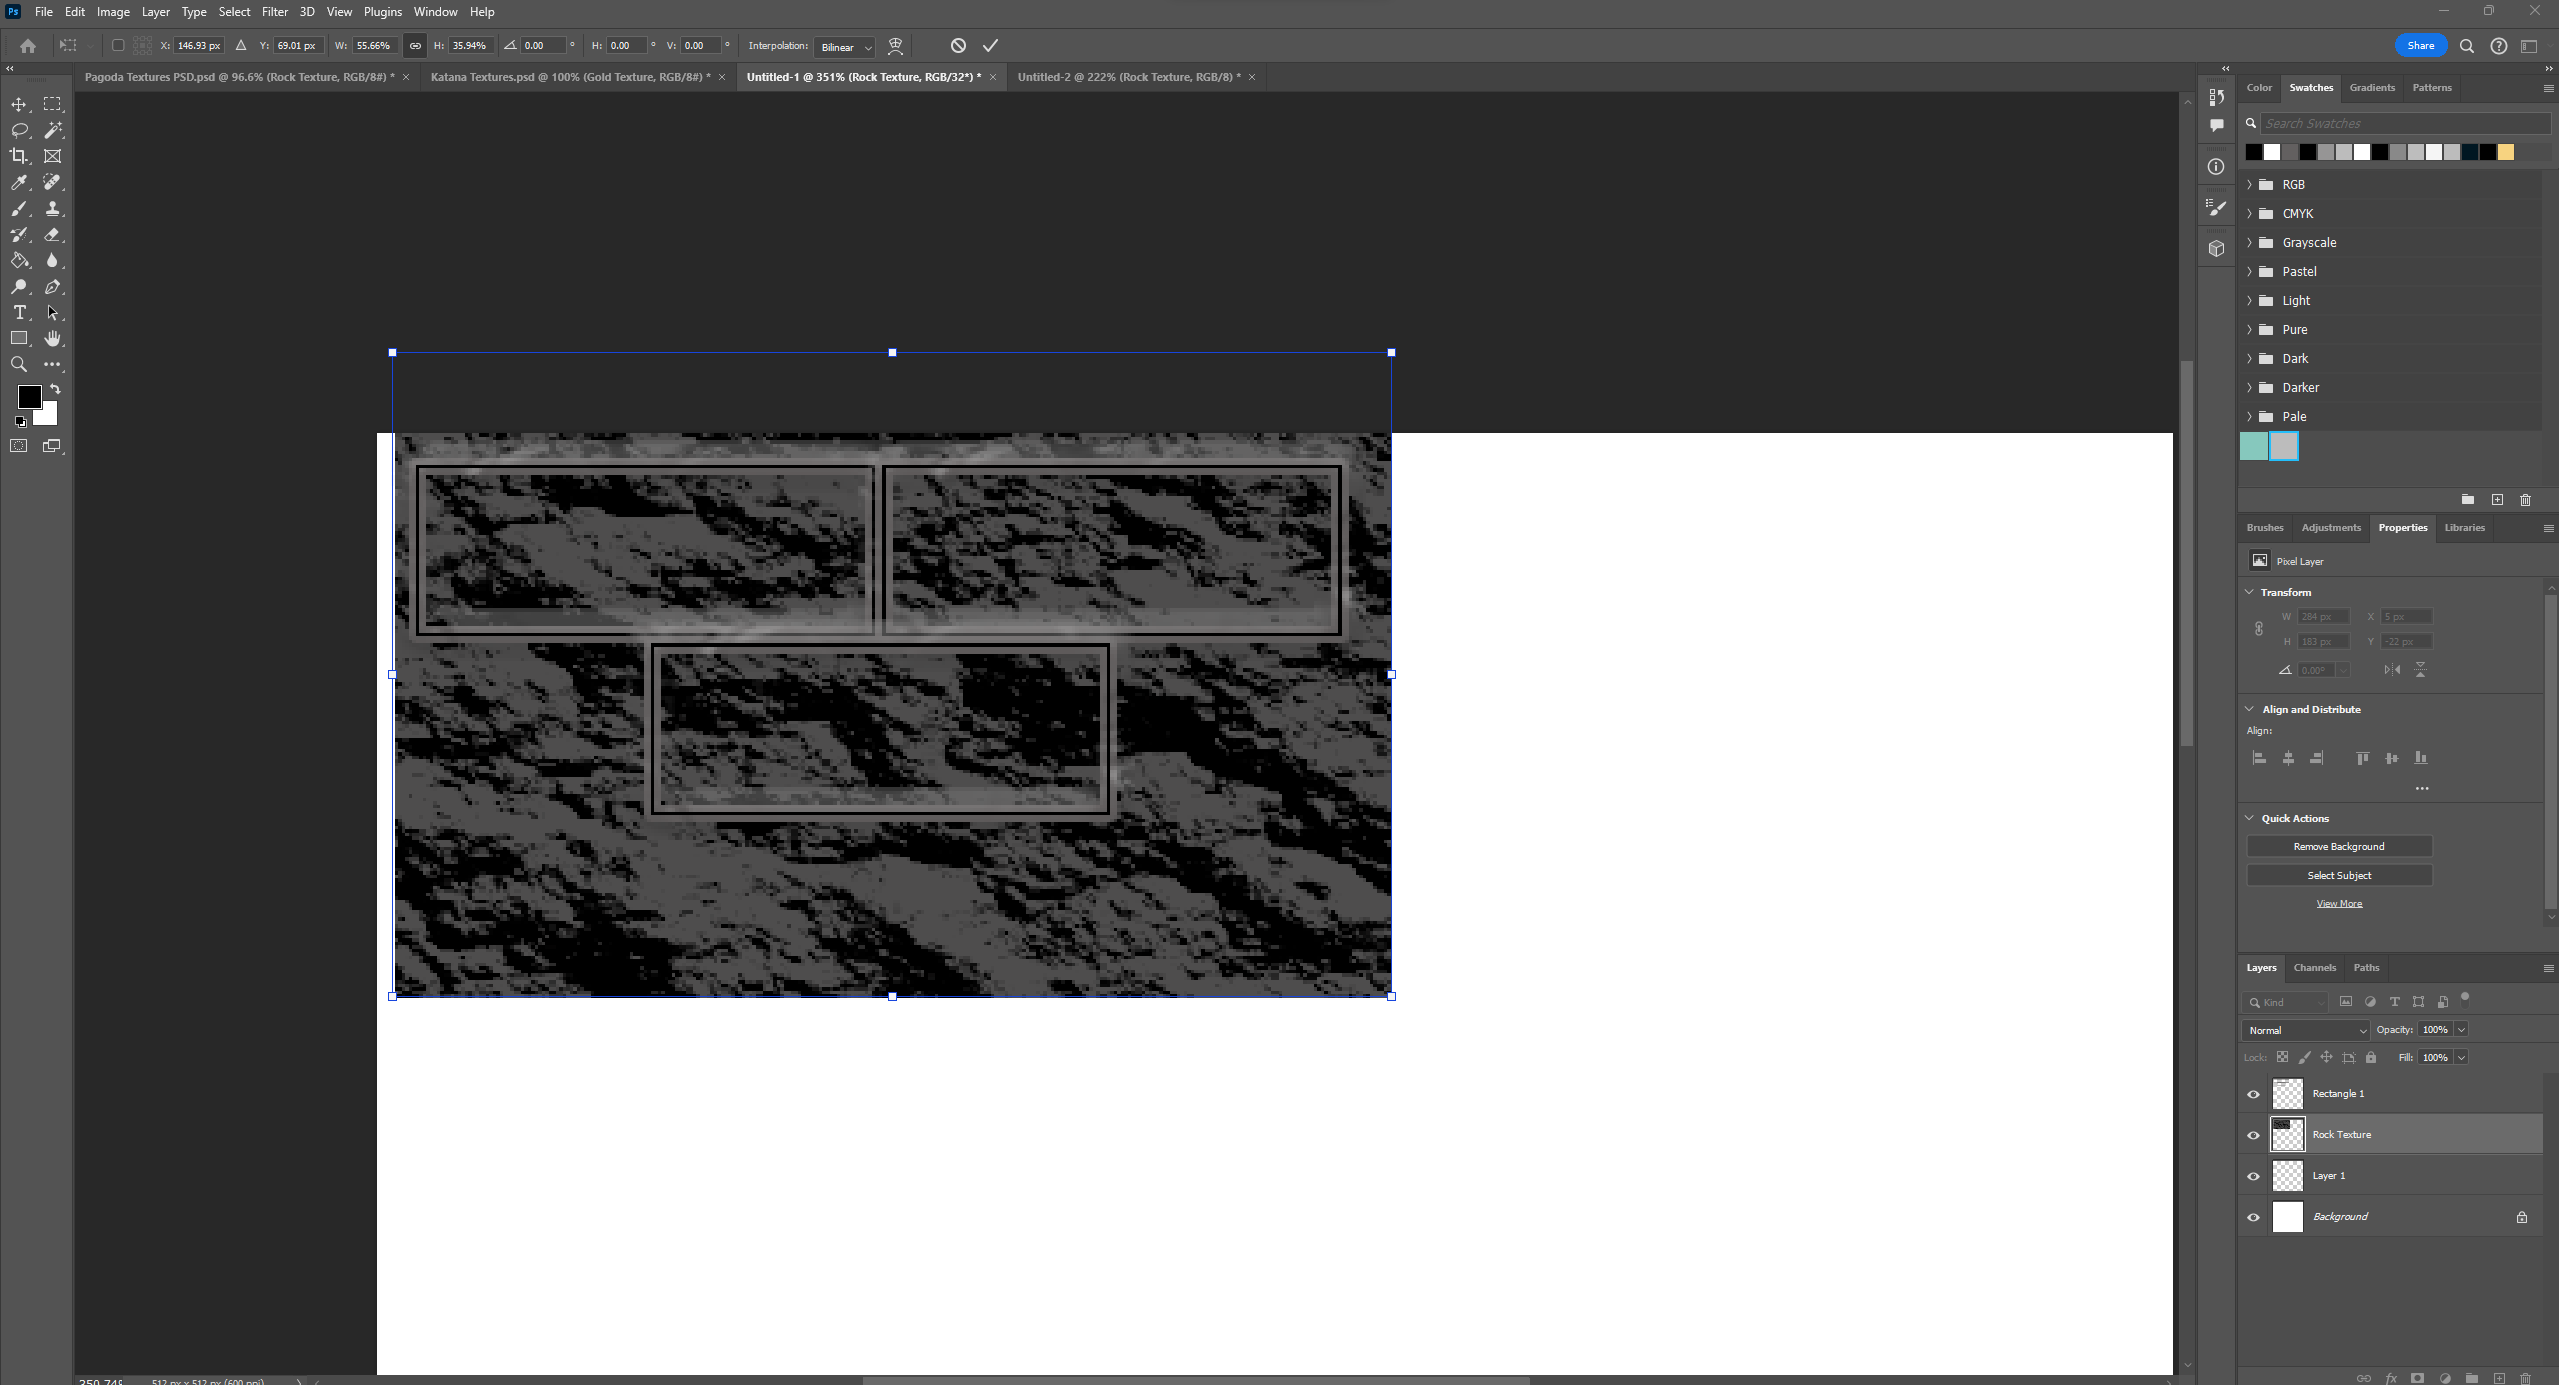 Ps File Edit Image Layer Type Select Filter 3D View Plugins Window Help
X: 146.93 px Y: 69.01 px W: 55.66% H: 35.94% 0.00 ° H: 0.00 ° V: 0.00 ° Interpolation: Bilinear Share
Pagoda Textures PSD.psd @ 96.6% (Rock Texture, RGB/8#) * Katana Textures.psd @ 100% (Gold Texture, RGB/8#) * Untitled-1 @ 351% (Rock Texture, RGB/32*) * Untitled-2 @ 222% (Rock Texture, RGB/8) *
Color Swatches Gradients Patterns
Search Swatches
RGB
CMYK
Grayscale
Pastel
Light
Pure
Dark
Darker
Pale
Brushes Adjustments Properties Libraries
Pixel Layer
Transform
W 284 px X 5 px
H 183 px Y -22 px
0.00°
Align and Distribute
Align:
Quick Actions
Remove Background
Select Subject
View More
Layers Channels Paths
Kind
Normal Opacity: 100%
Lock: Fill: 100%
Rectangle 1
Rock Texture
Layer 1
Background
512 px x 512 px (600 ppi)